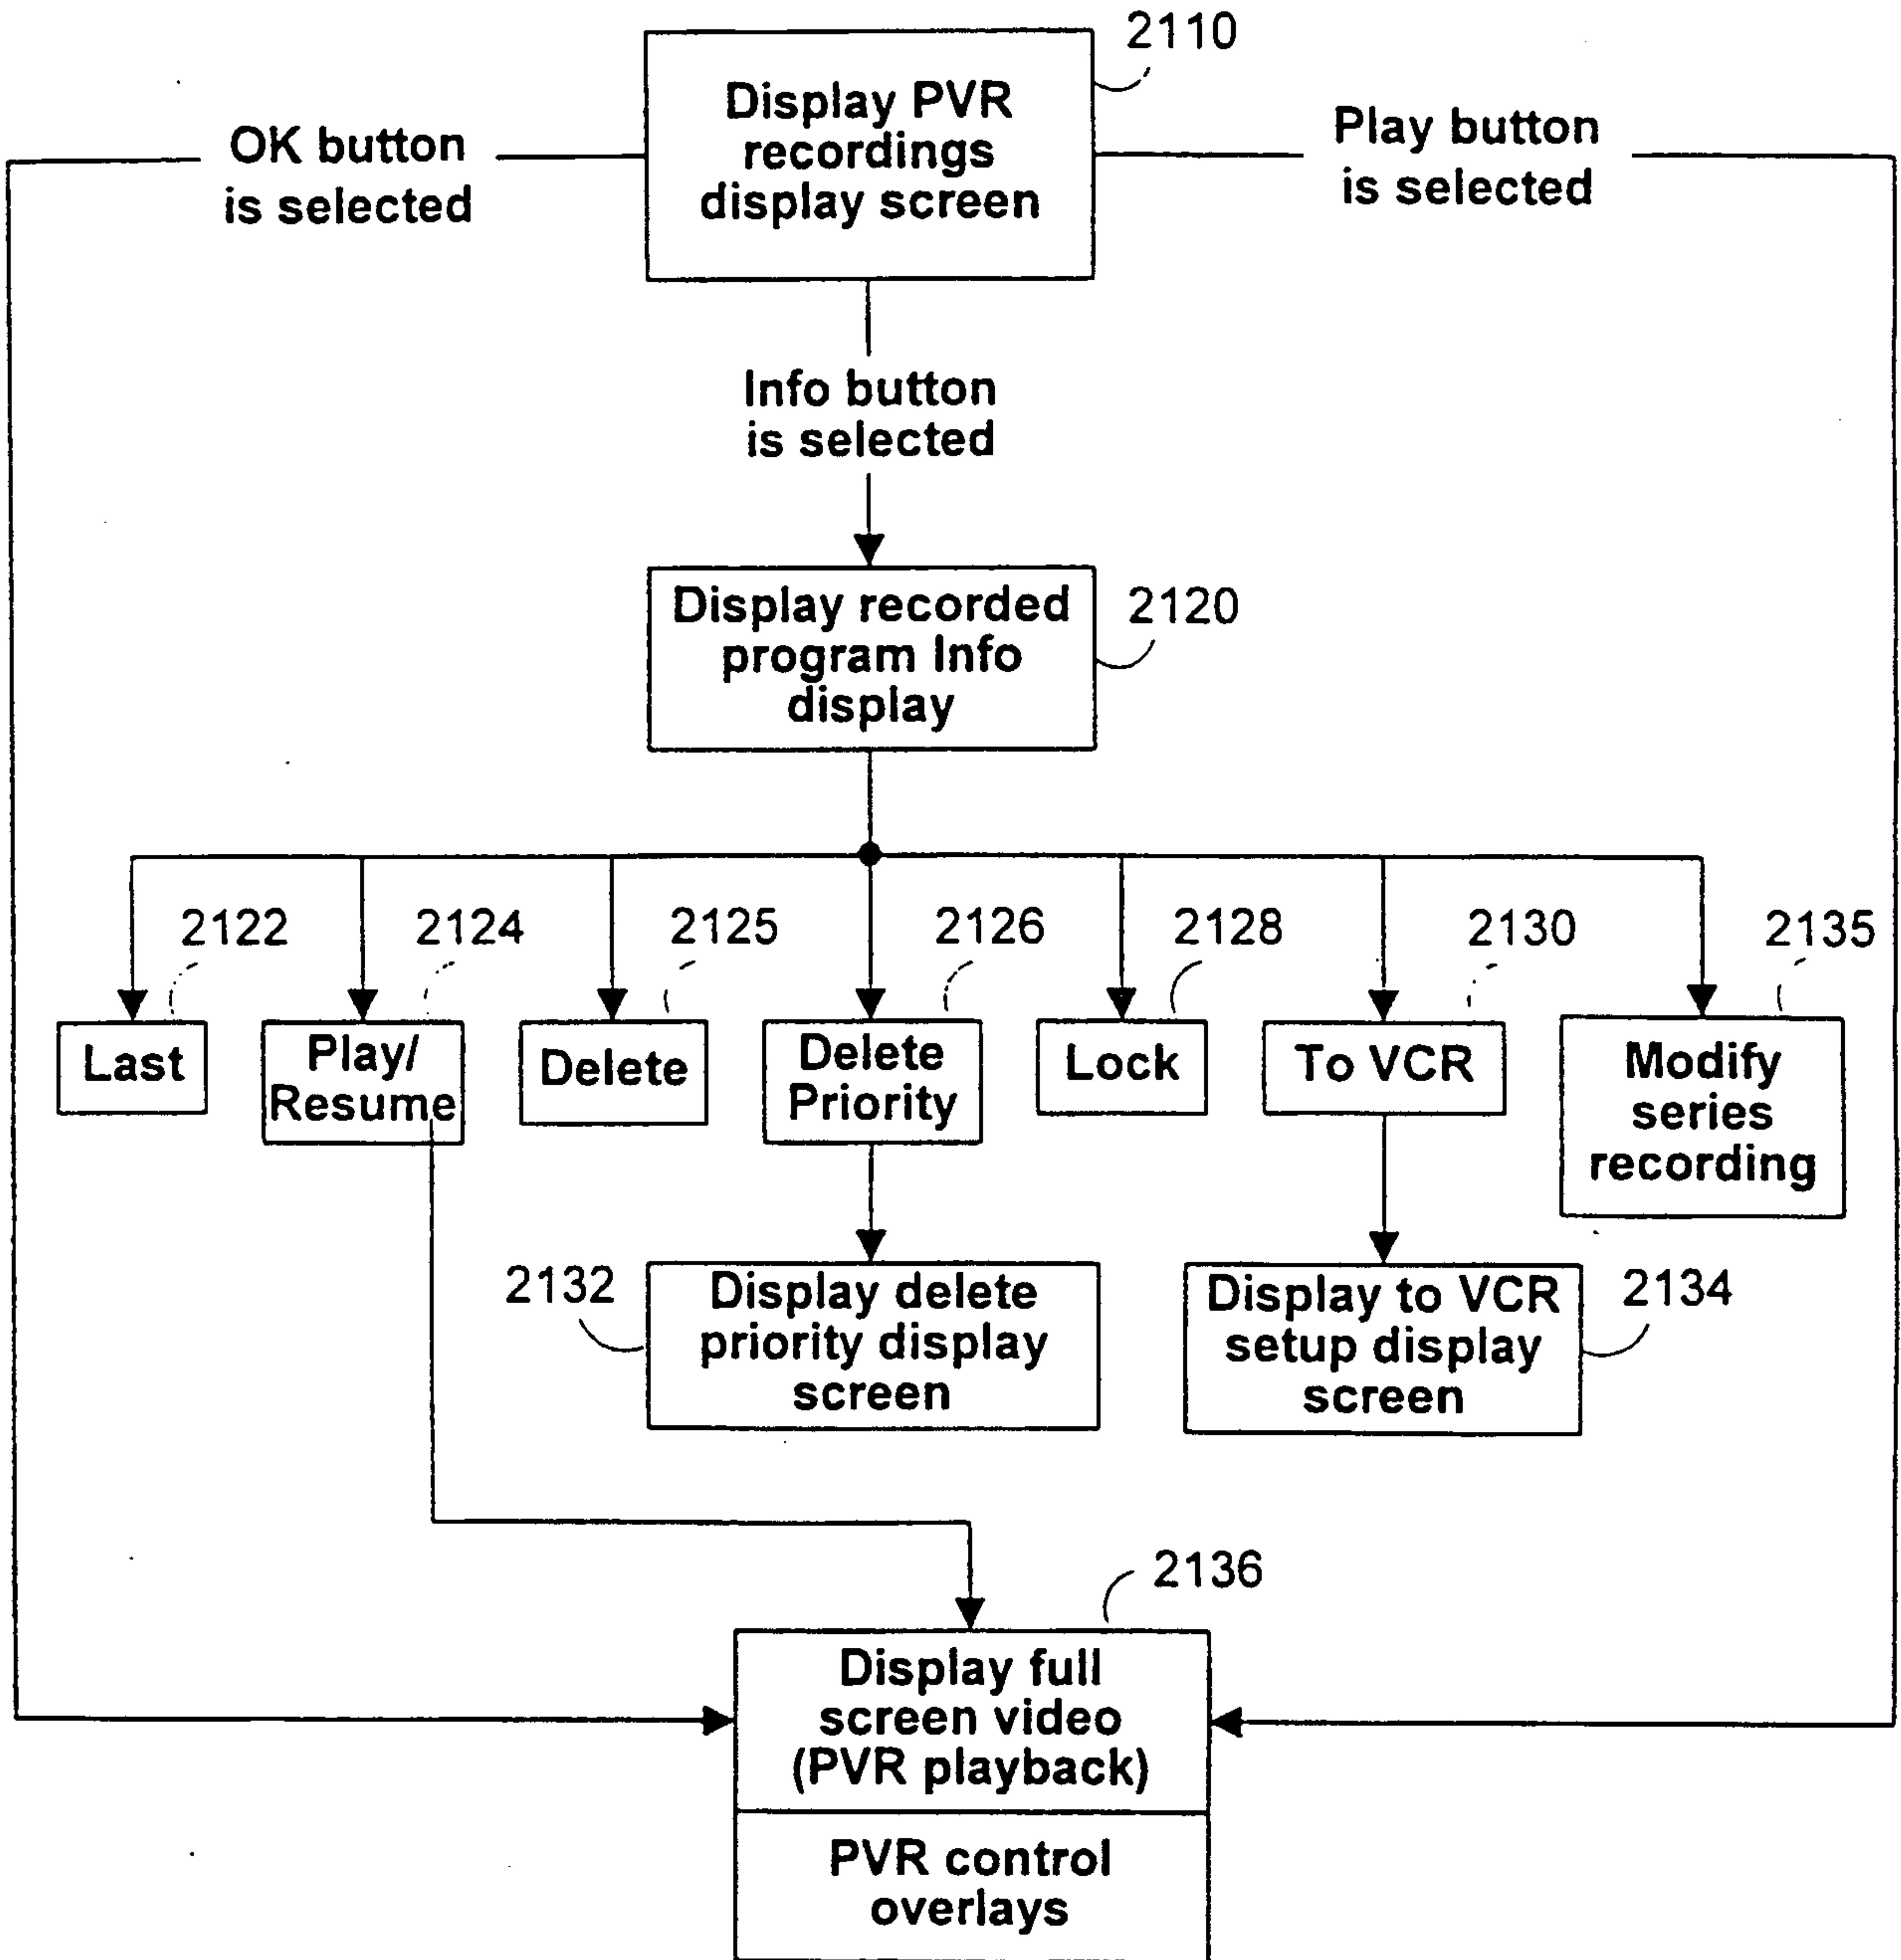 2110
Display PVR
recordings
display screen
OK button
is selected
Play button
is selected
Info button
is selected
Display recorded
program Info
display
2120
2122
2124
2125
2126
2128
2130
2135
Last
Play/
Resume
Delete
Delete
Priority
Lock
To VCR
Modify
series
recording
2132
Display delete
priority display
screen
Display to VCR
setup display
screen
2134
2136
Display full
screen video
(PVR playback)
PVR control
overlays